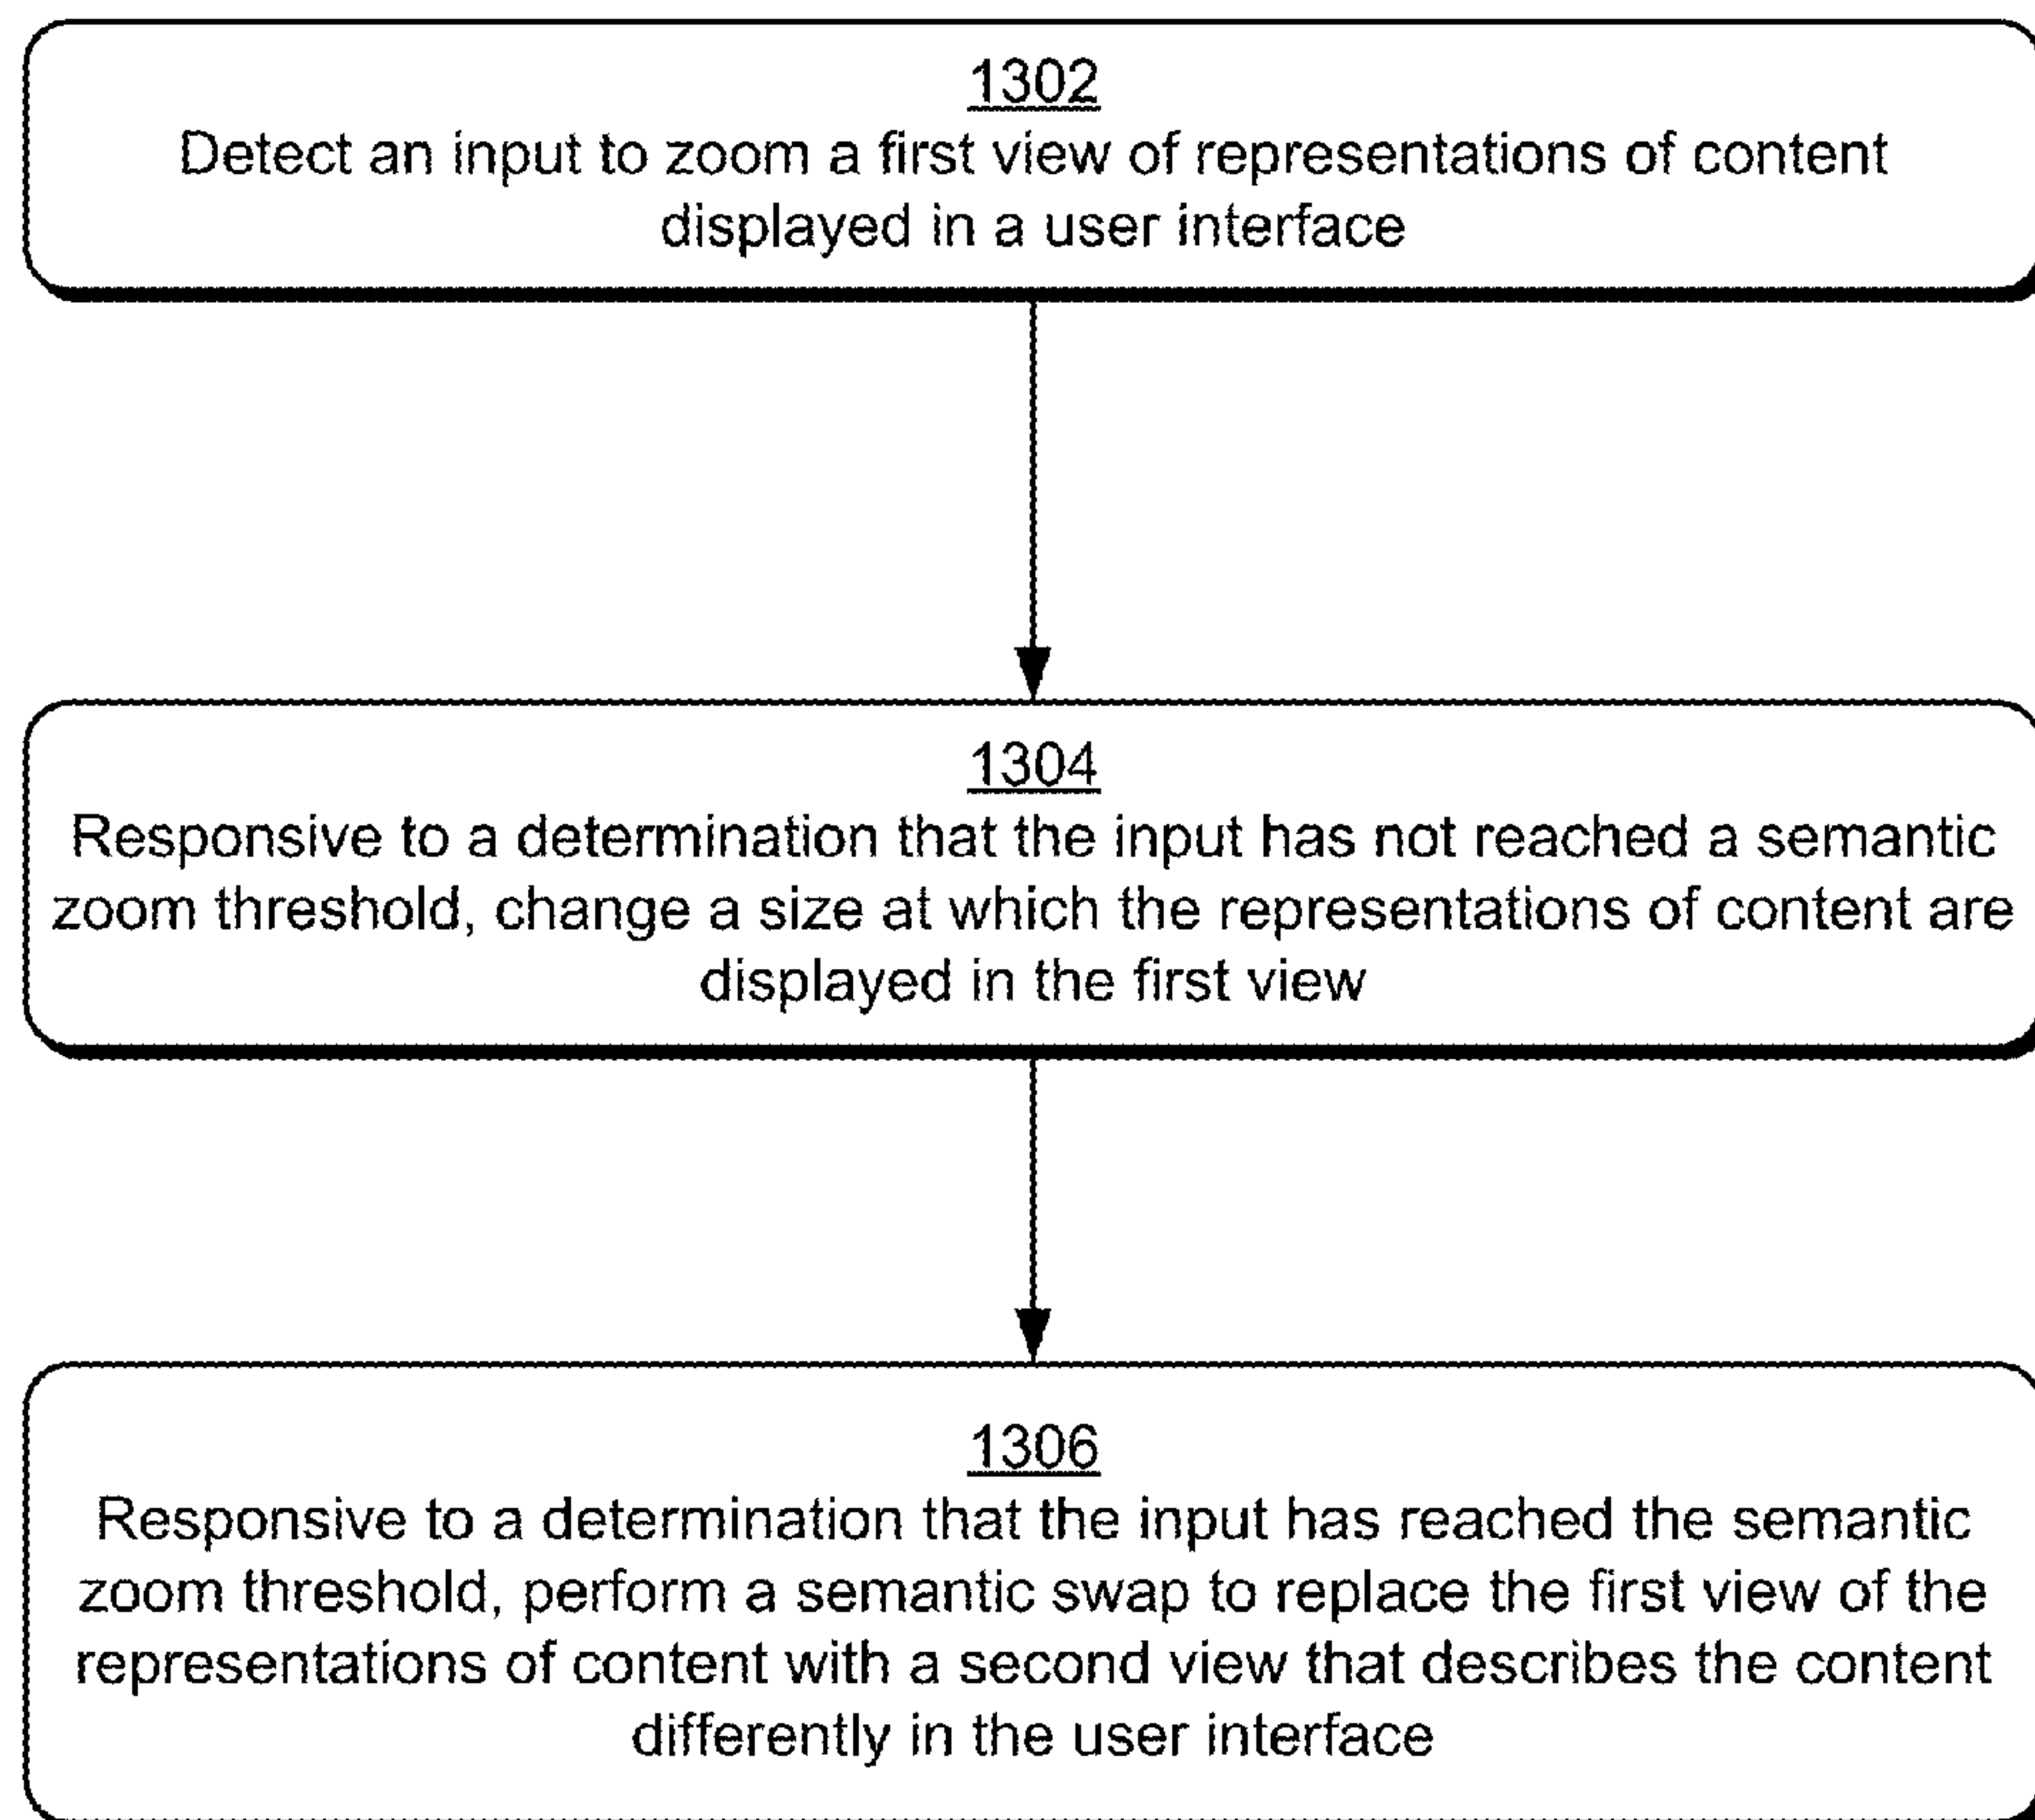 1302
Detect an input to zoom a first view of representations of content
displayed in a user interface
1304
Responsive to a determination that the input has not reached a semantic
zoom threshold, change a size at which the representations of content are
displayed in the first view
1306
Responsive to a determination that the input has reached the semantic
zoom threshold, perform a semantic swap to replace the first view of the
representations of content with a second view that describes the content
differently in the user interface